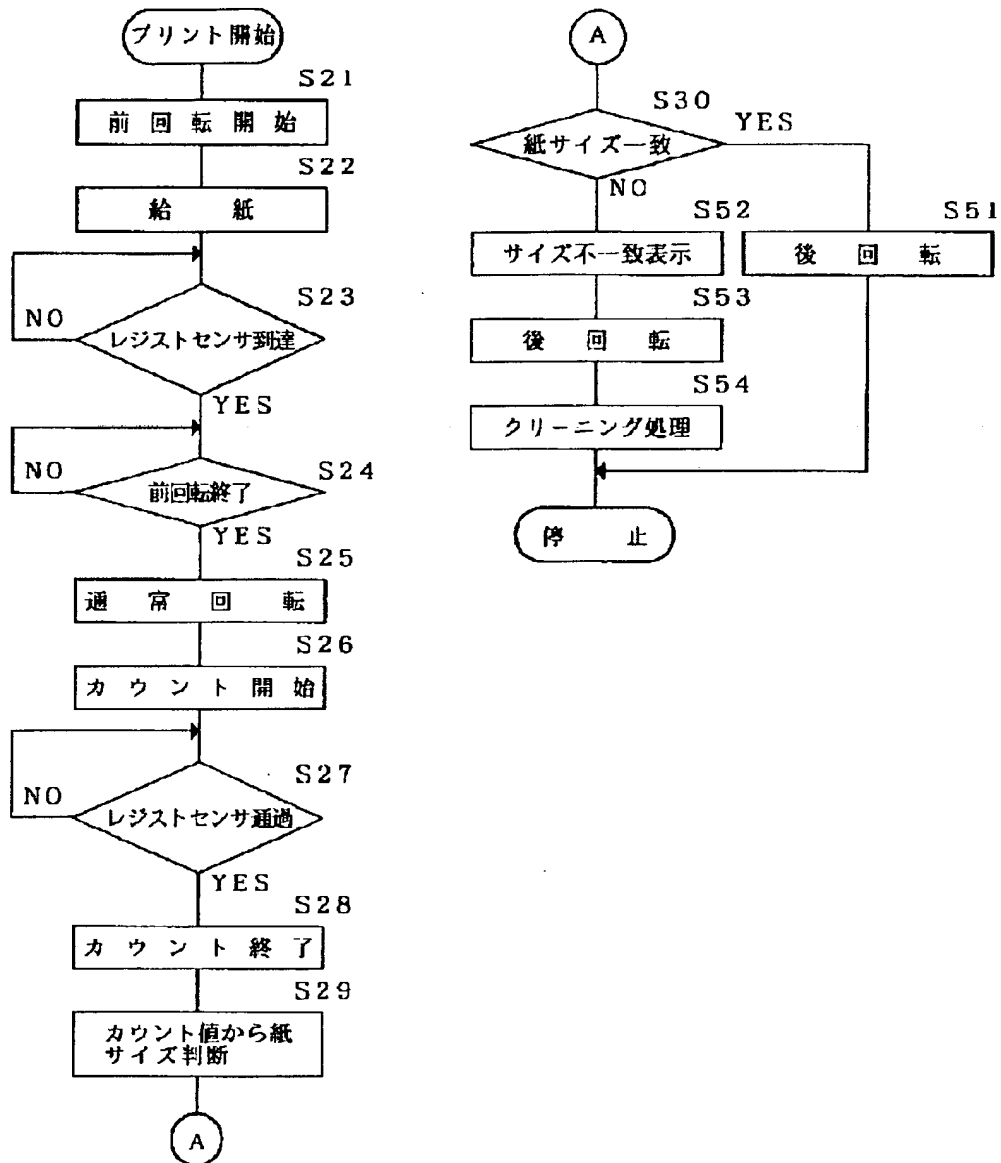 プリント開始
S21
前回転開始
S22
給紙
S23
NO
レジストセンサ到達
YES
NO
S24
前回転終了
YES
S25
通常回転
S26
カウント開始
S27
NO
レジストセンサ通過
YES
S28
カウント終了
S29
カウント値から紙
サイズ判断
A
A
S30
YES
紙サイズ一致
NO
S52
S51
サイズ不一致表示
後回転
S53
後回転
S54
クリーニング処理
停止